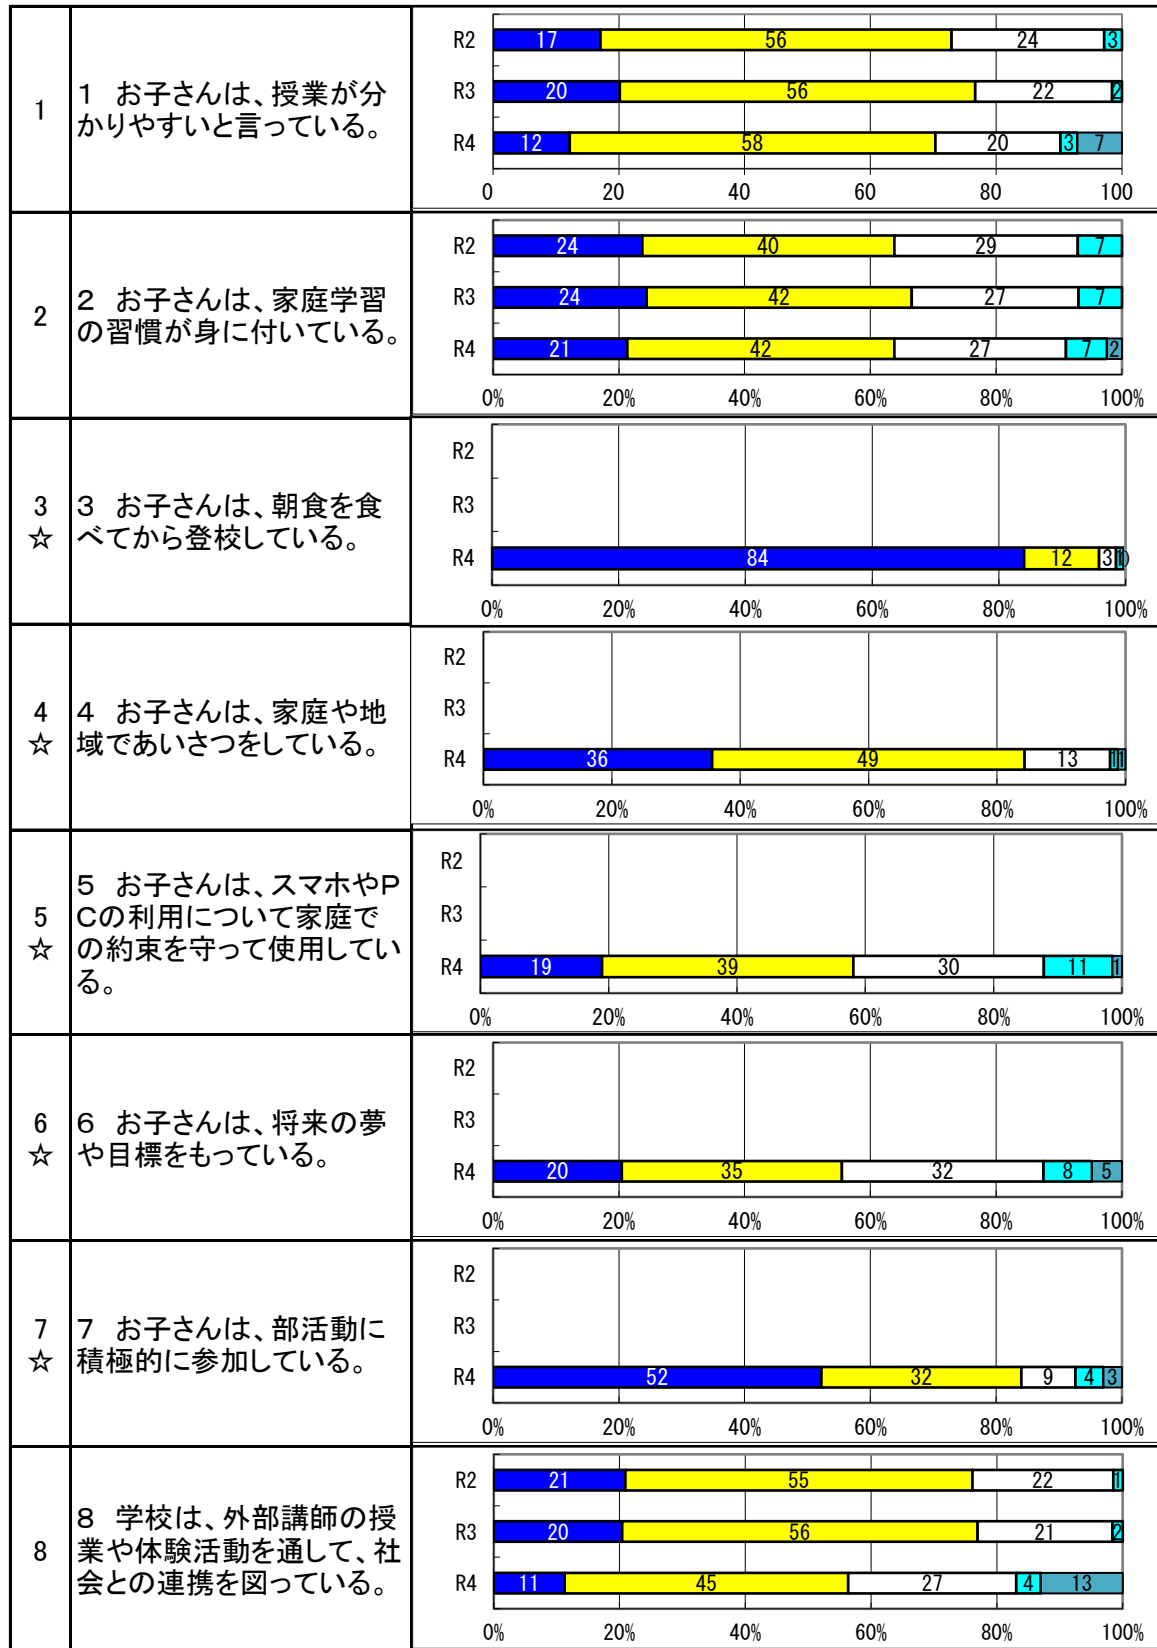 1
１　お子さんは、授業が分
かりやすいと言っている。
R2 17 56 24 3
R3 20 56 22 2
R4 12 58 20 3 7
0 20 40 60 80 100
2
２　お子さんは、家庭学習
の習慣が身に付いている。
R2 24 40 29 7
R3 24 42 27 7
R4 21 42 27 7 2
0% 20% 40% 60% 80% 100%
3
☆
３　お子さんは、朝食を食
べてから登校している。
R2
R3
R4 84 12 3 1
0% 20% 40% 60% 80% 100%
4
☆
４　お子さんは、家庭や地
域であいさつをしている。
R2
R3
R4 36 49 13 1 1
0% 20% 40% 60% 80% 100%
5
☆
５　お子さんは、スマホやＰ
Ｃの利用について家庭で
の約束を守って使用してい
る。
R2
R3
R4 19 39 30 11 1
0% 20% 40% 60% 80% 100%
6
☆
６　お子さんは、将来の夢
や目標をもっている。
R2
R3
R4 20 35 32 8 5
0% 20% 40% 60% 80% 100%
7
☆
７　お子さんは、部活動に
積極的に参加している。
R2
R3
R4 52 32 9 4 3
0% 20% 40% 60% 80% 100%
8
８　学校は、外部講師の授
業や体験活動を通して、社
会との連携を図っている。
R2 21 55 22 1
R3 20 56 21 2
R4 11 45 27 4 13
0% 20% 40% 60% 80% 100%